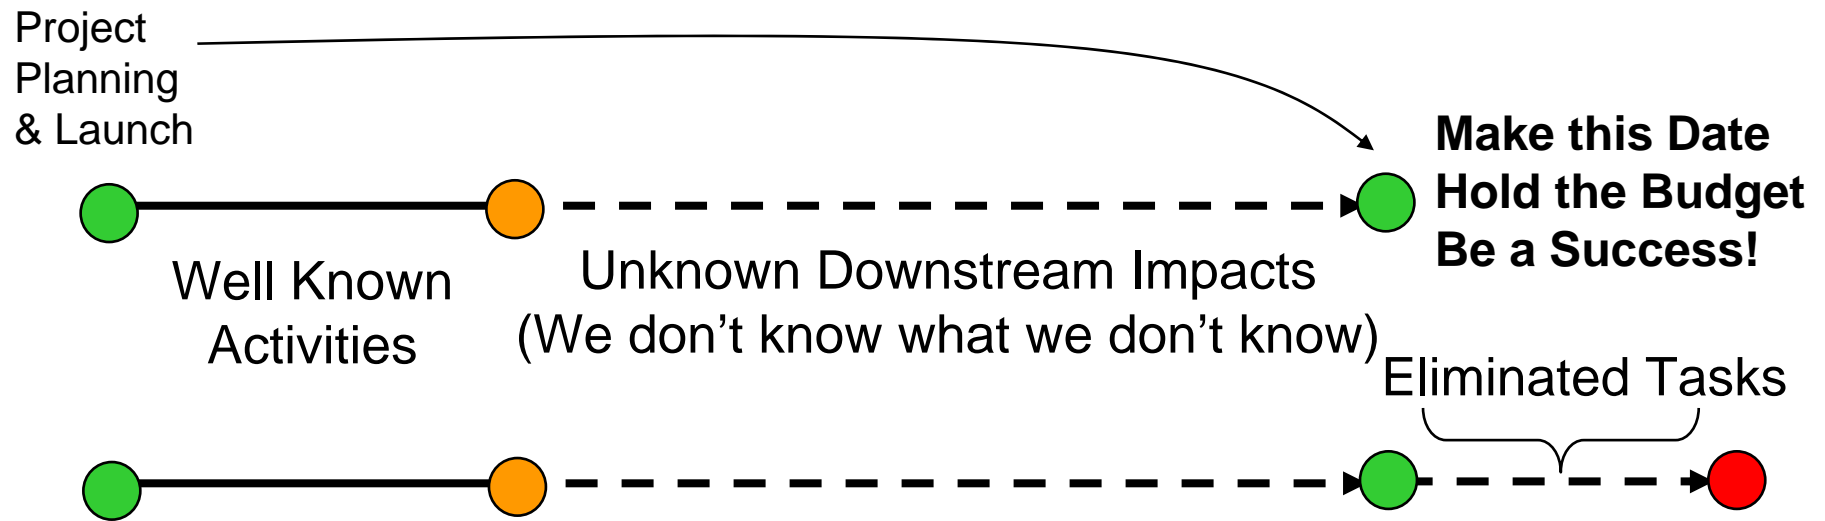 Project
Planning
& Launch
Make this Date
Hold the Budget
Be a Success!
Well Known
Activities
Unknown Downstream Impacts
(We don’t know what we don’t know)
Eliminated Tasks